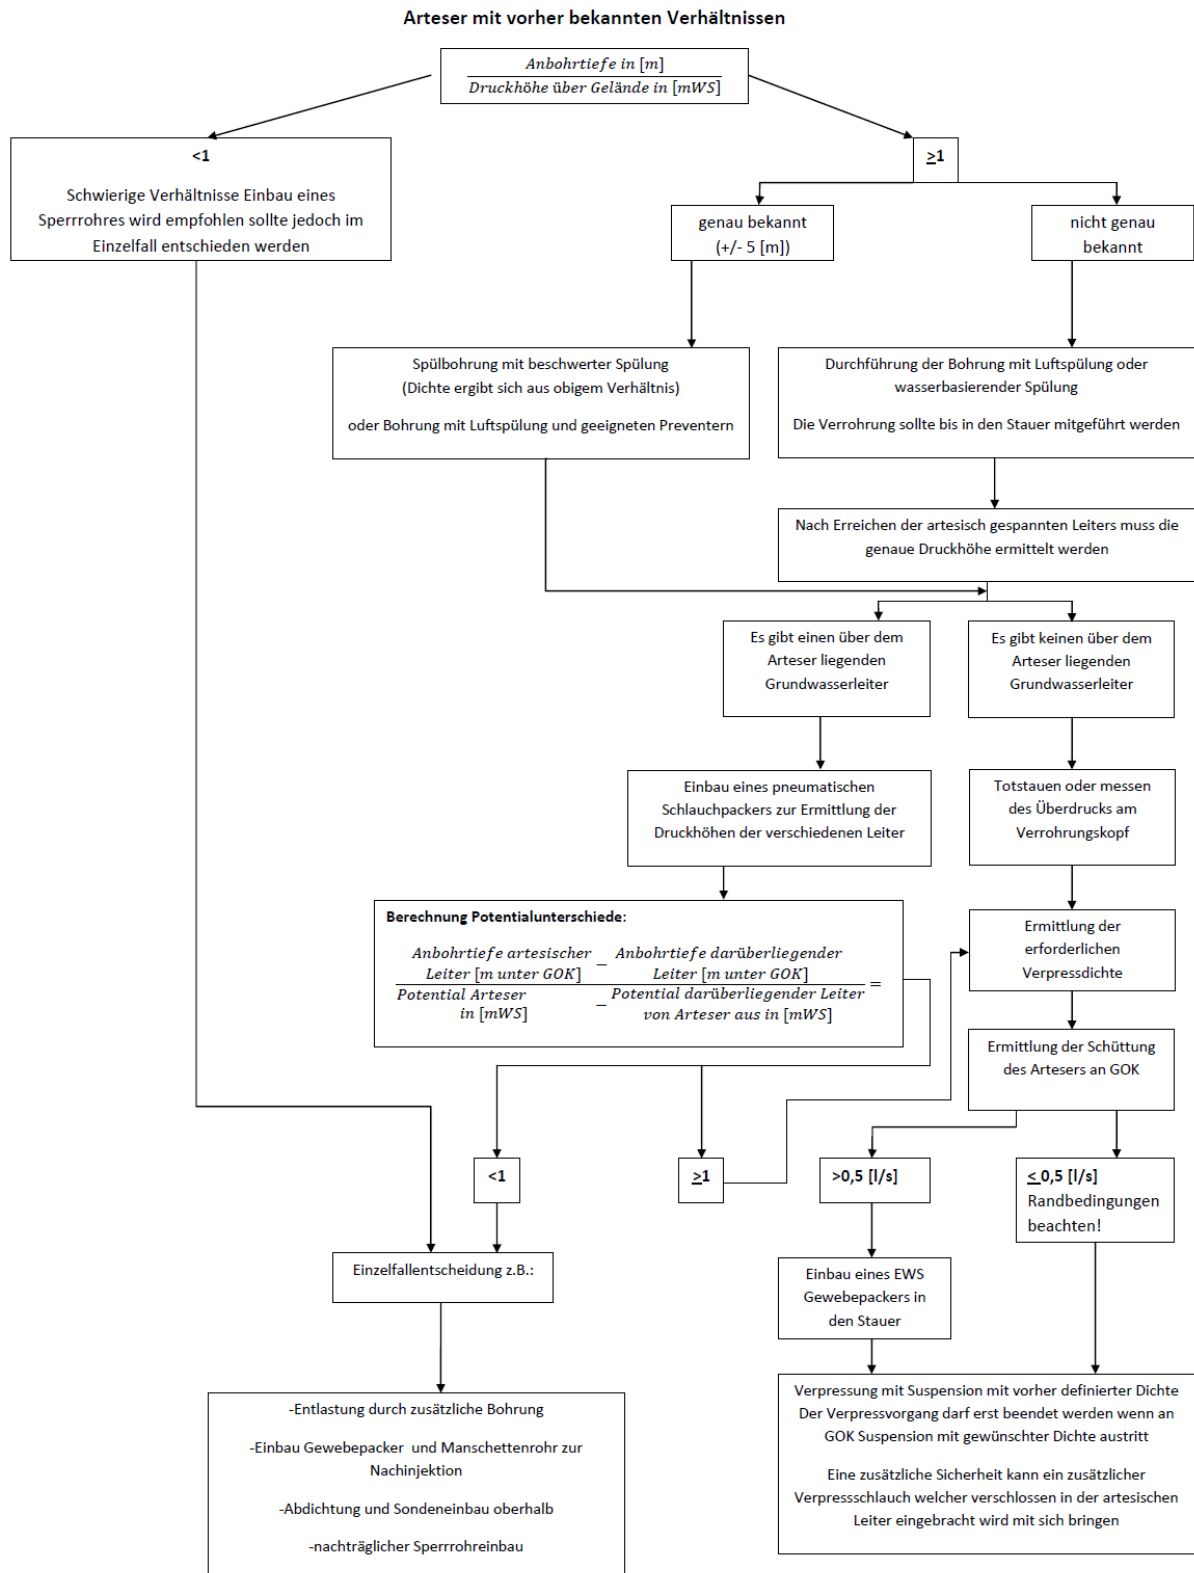 Arteser mit vorher bekannten Verhältnissen
Anbohrtiefe in [m]
Druckhöhe über Gelände in [mWS]
<1
Schwierige Verhältnisse Einbau eines
Sperrrohres wird empfohlen sollte jedoch im
Einzelfall entschieden werden
≥1
genau bekannt
(+/- 5 [m])
nicht genau
bekannt
Spülbohrung mit beschwerter Spülung
(Dichte ergibt sich aus obigem Verhältnis)
oder Bohrung mit Luftspülung und geeigneten Preventern
Durchführung der Bohrung mit Luftspülung oder
wasserbasierender Spülung
Die Verrohrung sollte bis in den Stauer mitgeführt werden
Nach Erreichen der artesisch gespannten Leiters muss die
genaue Druckhöhe ermittelt werden
Es gibt einen über dem
Arteser liegenden
Grundwasserleiter
Es gibt keinen über dem
Arteser liegenden
Grundwasserleiter
Einbau eines pneumatischen
Schlauchpackers zur Ermittlung der
Druckhöhen der verschiedenen Leiter
Totstauen oder messen
des Überdrucks am
Verrohrungskopf
Berechnung Potentialunterschiede:
Anbohrtiefe artesischer _ Anbohrtiefe darüberliegender
Leiter [m unter GOK] Leiter [m unter GOK]
=
Potential Arteser _ Potential darüberliegender Leiter
in [mWS] von Arteser aus in [mWS]
Ermittlung der
erforderlichen
Verpressdichte
Ermittlung der Schüttung
des Artesers an GOK
<1
≥1
>0,5 [l/s]
≤ 0,5 [l/s]
Randbedingungen
beachten!
Einzelfallentscheidung z.B.:
Einbau eines EWS
Gewebepackers in
den Stauer
-Entlastung durch zusätzliche Bohrung
-Einbau Gewebepacker und Manschettenrohr zur
Nachinjektion
-Abdichtung und Sondeneinbau oberhalb
-nachträglicher Sperrrohreinbau
Verpressung mit Suspension mit vorher definierter Dichte
Der Verpressvorgang darf erst beendet werden wenn an
GOK Suspension mit gewünschter Dichte austritt
Eine zusätzliche Sicherheit kann ein zusätzlicher
Verpressschlauch welcher verschlossen in der artesischen
Leiter eingebracht wird mit sich bringen